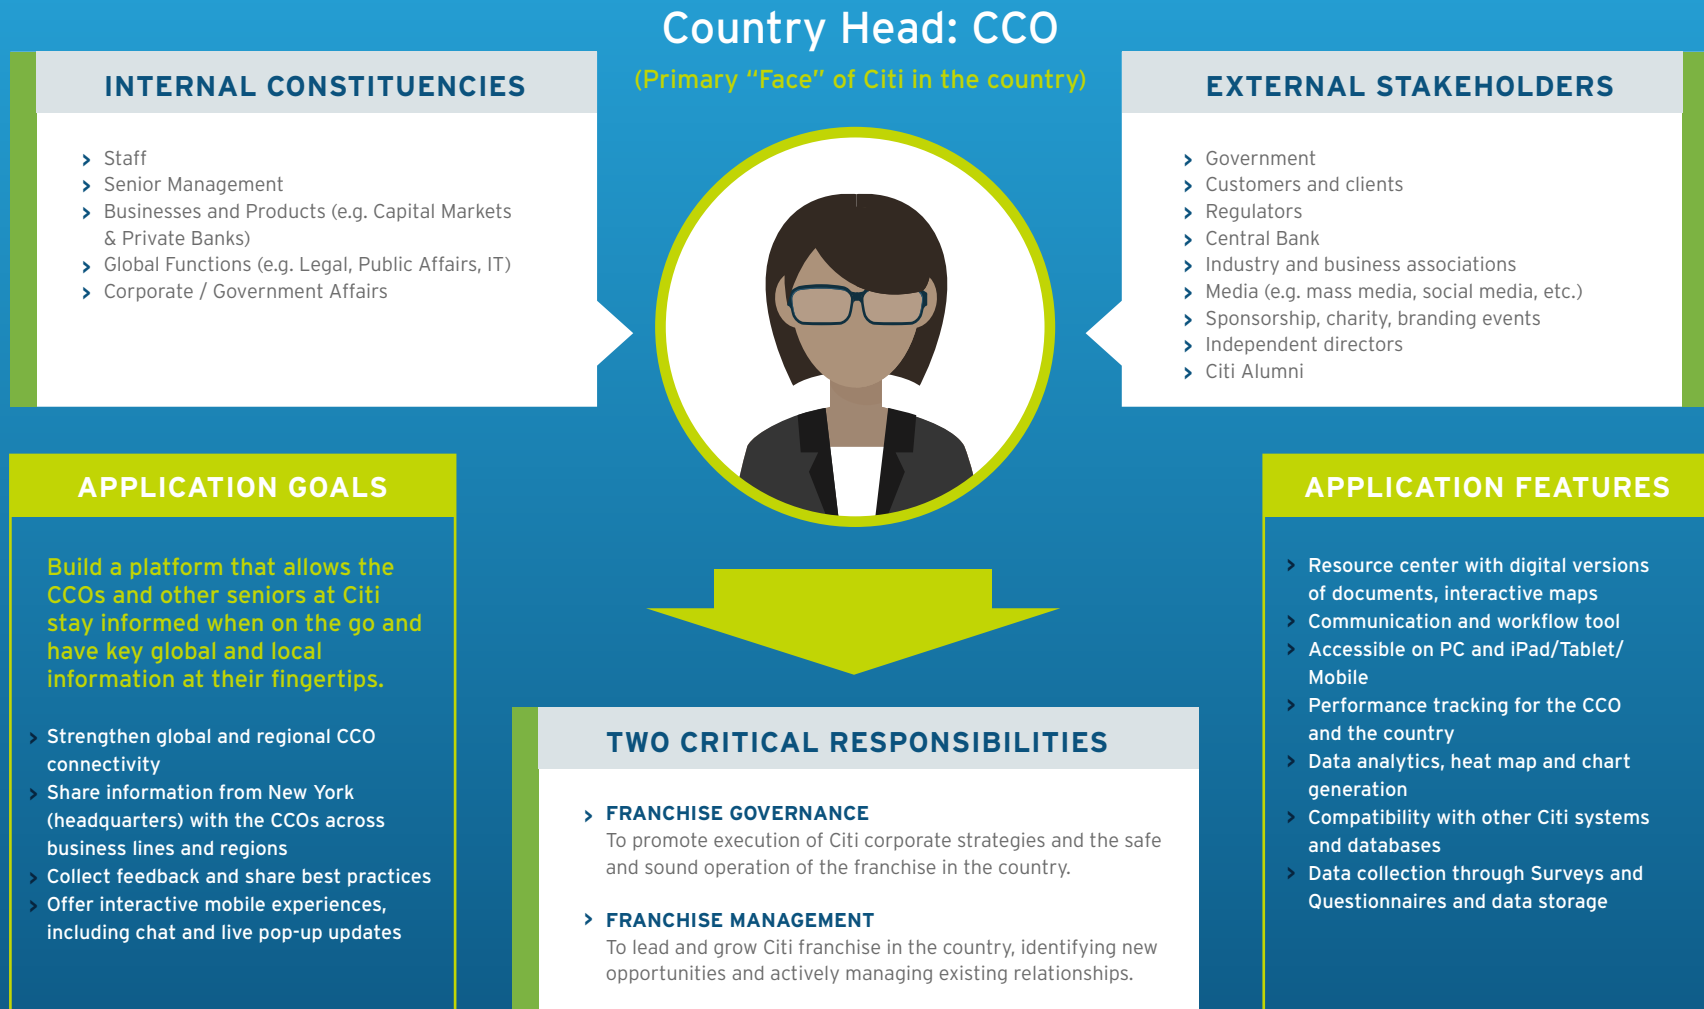 Country Head: CCO
(Primary “Face” of Citi in the country)
INTERNAL CONSTITUENCIES
> Staff
> Senior Management
> Businesses and Products (e.g. Capital Markets
& Private Banks)
> Global Functions (e.g. Legal, Public Affairs, IT)
> Corporate / Government Affairs
EXTERNAL STAKEHOLDERS
> Government
> Customers and clients
> Regulators
> Central Bank
> Industry and business associations
> Media (e.g. mass media, social media, etc.)
> Sponsorship, charity, branding events
> Independent directors
> Citi Alumni
APPLICATION GOALS
Build a platform that allows the
CCOs and other seniors at Citi
stay informed when on the go and
have key global and local
information at their fingertips.
> Strengthen global and regional CCO
connectivity
> Share information from New York
(headquarters) with the CCOs across
business lines and regions
> Collect feedback and share best practices
> Offer interactive mobile experiences,
including chat and live pop-up updates
TWO CRITICAL RESPONSIBILITIES
> FRANCHISE GOVERNANCE
To promote execution of Citi corporate strategies and the safe
and sound operation of the franchise in the country.
> FRANCHISE MANAGEMENT
To lead and grow Citi franchise in the country, identifying new
opportunities and actively managing existing relationships.
APPLICATION FEATURES
> Resource center with digital versions
of documents, interactive maps
> Communication and workflow tool
> Accessible on PC and iPad/Tablet/
Mobile
> Performance tracking for the CCO
and the country
> Data analytics, heat map and chart
generation
> Compatibility with other Citi systems
and databases
> Data collection through Surveys and
Questionnaires and data storage